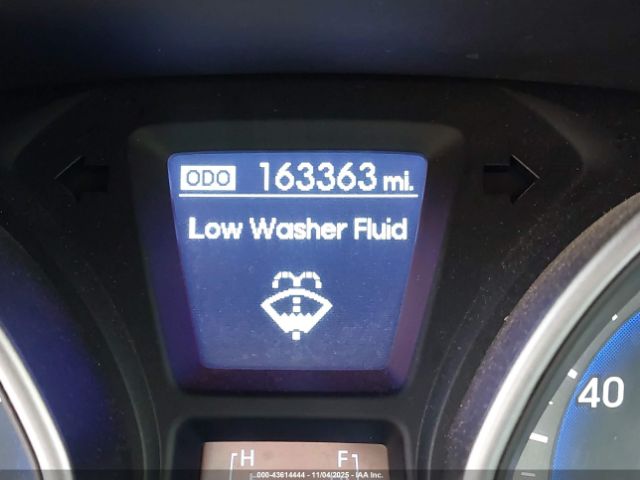 ODO 163363 mi.
Low Washer Fluid
40
H F
000-43614444 - 11/04/2025 - IAA Inc.